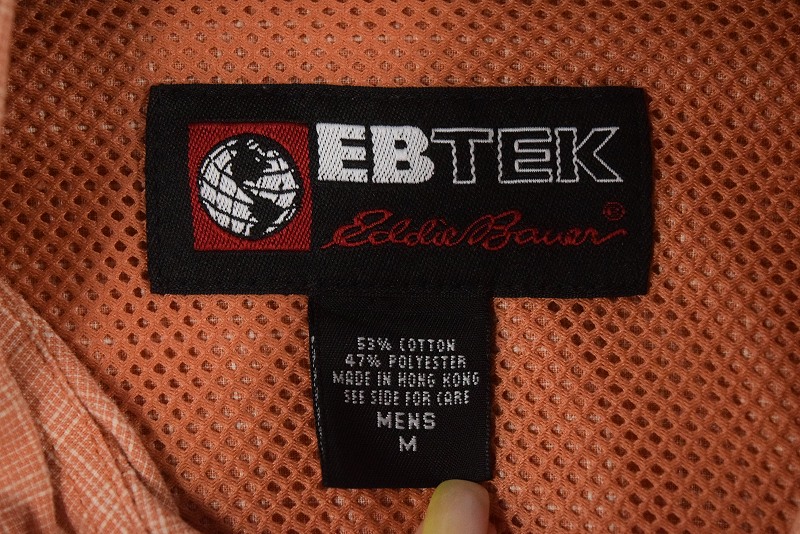 EBTEK
Eddie Bauer®
53% COTTON
47% POLYESTER
MADE IN HONG KONG
SEE SIDE FOR CARE
MENS
M